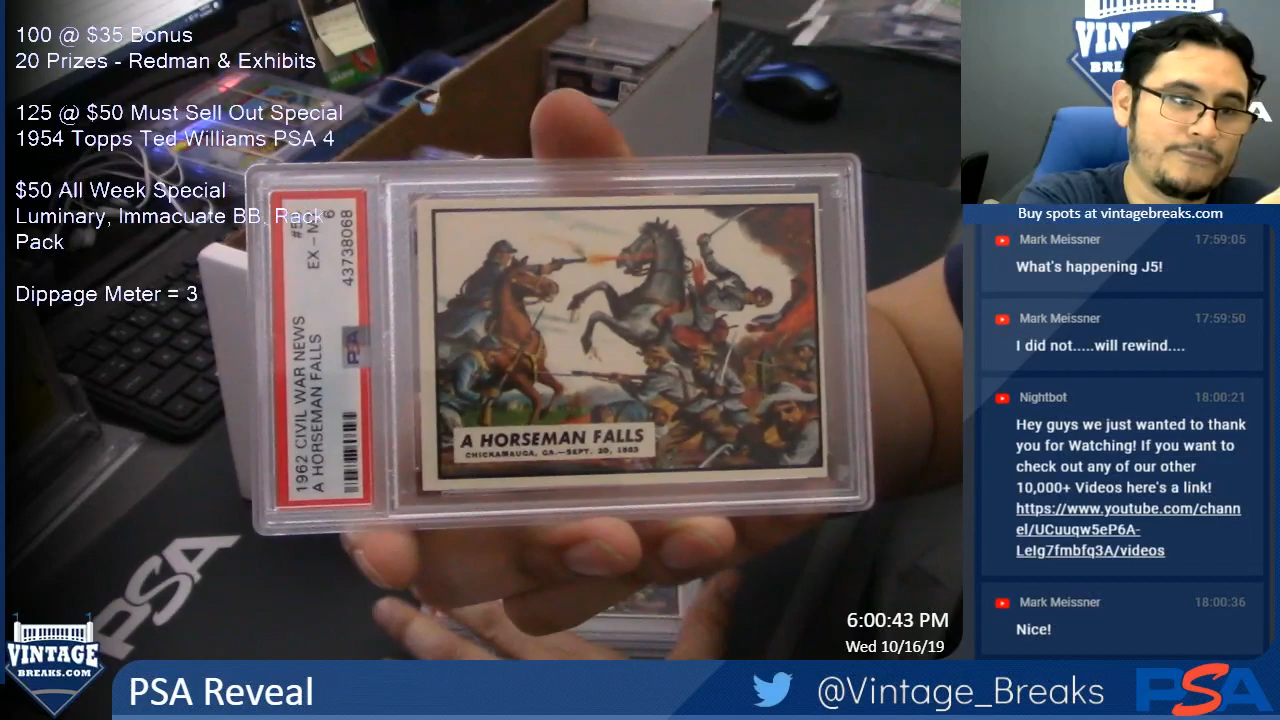 100 @ $35 Bonus
20 Prizes - Redman & Exhibits
125 @ $50 Must Sell Out Special
1954 Topps Ted Williams PSA 4
$50 All Week Special
Luminary, Immacuate BB, Rack
Pack
Dippage Meter = 3
1962 CIVIL WAR NEWS
A HORSEMAN FALLS
EX - M
6
43738068
PSA
A HORSEMAN FALLS
CHICKAMAUGA, GA.—SEPT. 20, 1863
PSA
6:00:43 PM
Wed 10/16/19
VINTAGE
BREAKS.COM
PSA Reveal
@Vintage_Breaks
PSA
Buy spots at vintagebreaks.com
Mark Meissner 17:59:05
What's happening J5!
Mark Meissner 17:59:50
I did not.....will rewind....
Nightbot 18:00:21
Hey guys we just wanted to thank
you for Watching! If you want to
check out any of our other
10,000+ Videos here's a link!
https://www.youtube.com/chann
el/UCuuqw5eP6A-
LeIg7fmbfq3A/videos
Mark Meissner 18:00:36
Nice!